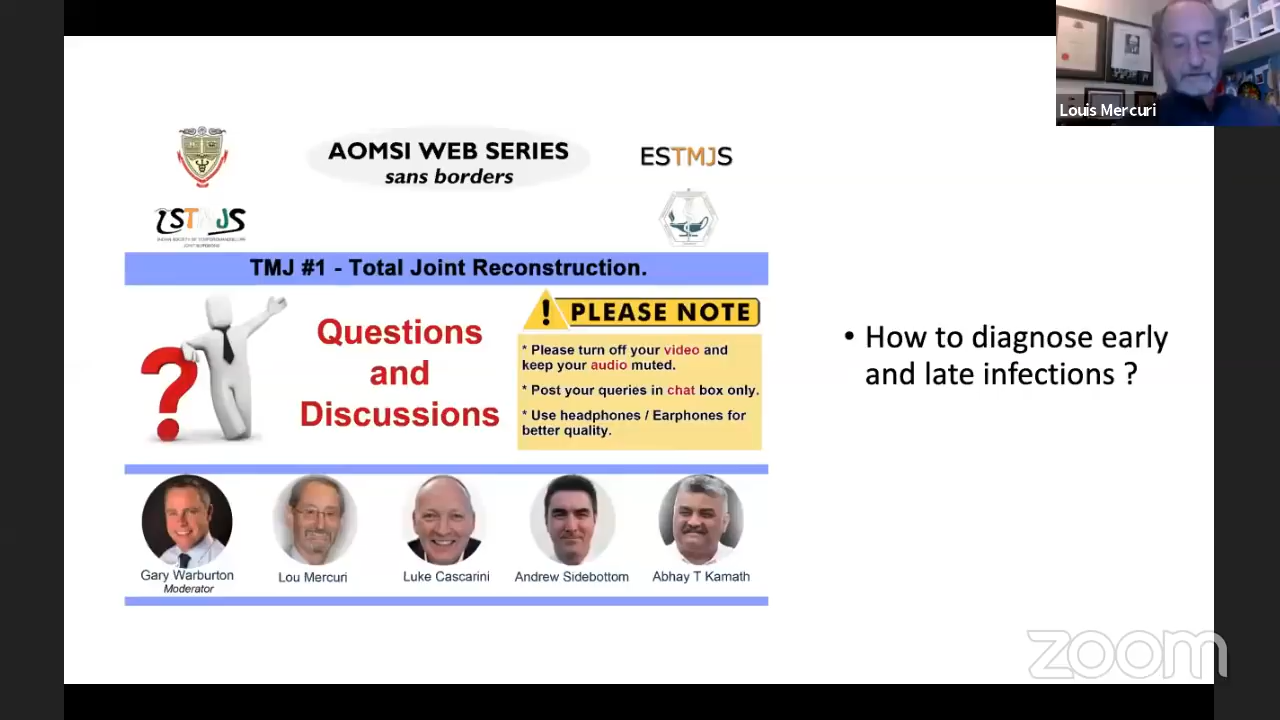 Louis Mercuri
AOMSI WEB SERIES
sans borders
ESTMJS
ISTMJS
TMJ #1 - Total Joint Reconstruction.
Questions
and
Discussions
! PLEASE NOTE
* Please turn off your video and
keep your audio muted.
* Post your queries in chat box only.
* Use headphones / Earphones for
better quality.
• How to diagnose early
and late infections ?
?
Gary Warburton
Moderator
Lou Mercuri
Luke Cascarini
Andrew Sidebottom
Abhay T Kamath
zoom